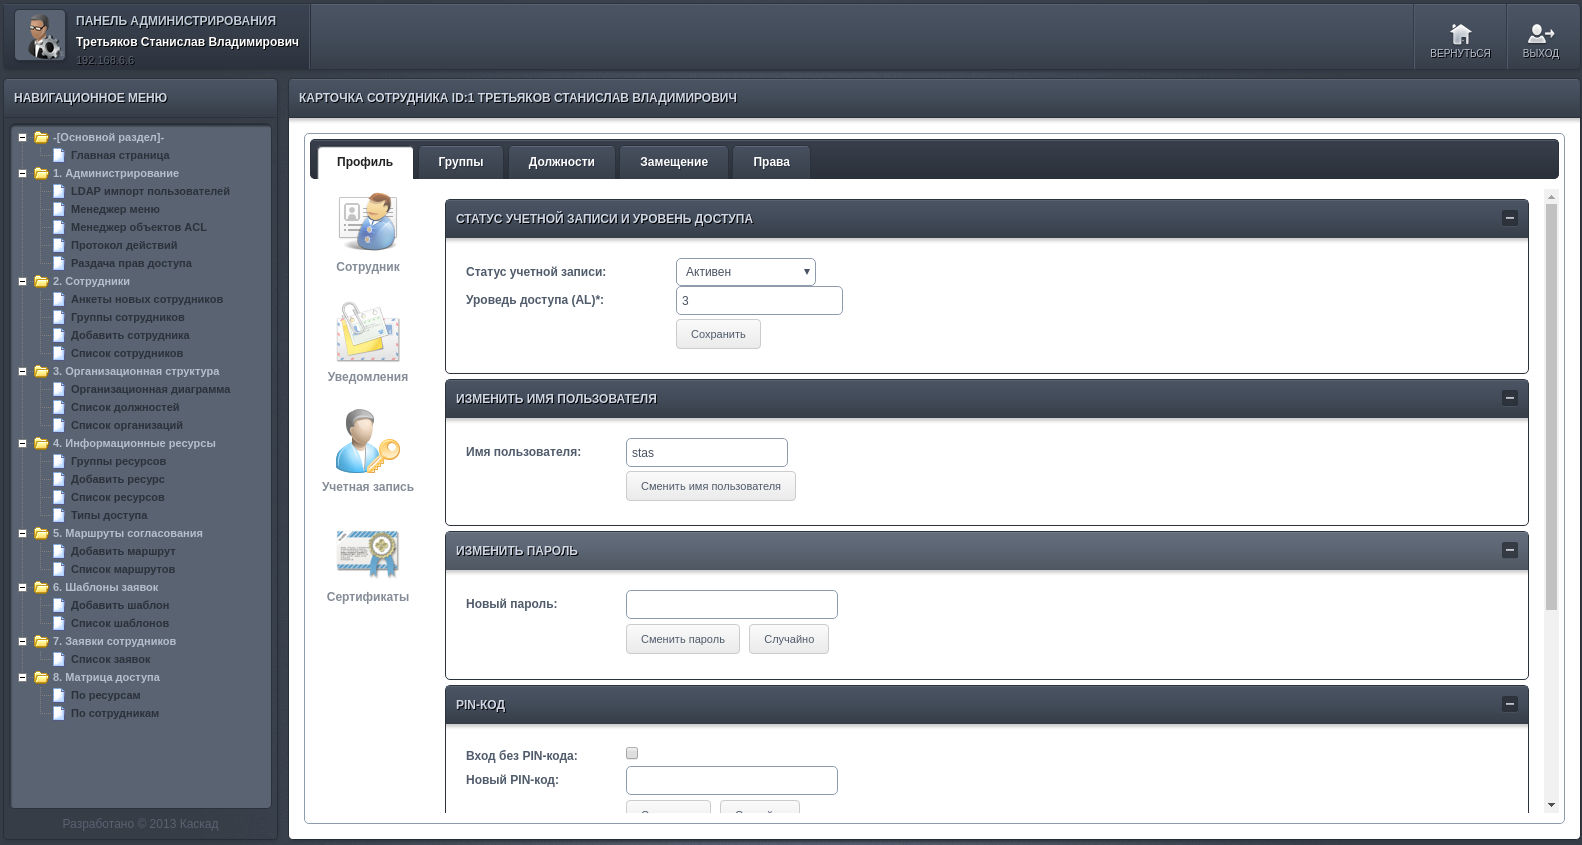 ПАНЕЛЬ АДМИНИСТРИРОВАНИЯ
Третьяков Станислав Владимирович
192.168.6.6
ВЕРНУТЬСЯ
ВЫХОД
НАВИГАЦИОННОЕ МЕНЮ
-[Основной раздел]-
Главная страница
1. Администрирование
LDAP импорт пользователей
Менеджер меню
Менеджер объектов ACL
Протокол действий
Раздача прав доступа
2. Сотрудники
Анкеты новых сотрудников
Группы сотрудников
Добавить сотрудника
Список сотрудников
3. Организационная структура
Организационная диаграмма
Список должностей
Список организаций
4. Информационные ресурсы
Группы ресурсов
Добавить ресурс
Список ресурсов
Типы доступа
5. Маршруты согласования
Добавить маршрут
Список маршрутов
6. Шаблоны заявок
Добавить шаблон
Список шаблонов
7. Заявки сотрудников
Список заявок
8. Матрица доступа
По ресурсам
По сотрудникам
Разработано © 2013 Каскад
КАРТОЧКА СОТРУДНИКА ID:1 ТРЕТЬЯКОВ СТАНИСЛАВ ВЛАДИМИРОВИЧ
Профиль
Группы
Должности
Замещение
Права
Сотрудник
Уведомления
Учетная запись
Сертификаты
СТАТУС УЧЕТНОЙ ЗАПИСИ И УРОВЕНЬ ДОСТУПА
Статус учетной записи: Активен
Уроведь доступа (AL)*: 3
Сохранить
ИЗМЕНИТЬ ИМЯ ПОЛЬЗОВАТЕЛЯ
Имя пользователя: stas
Сменить имя пользователя
ИЗМЕНИТЬ ПАРОЛЬ
Новый пароль:
Сменить пароль Случайно
PIN-КОД
Вход без PIN-кода:
Новый PIN-код: